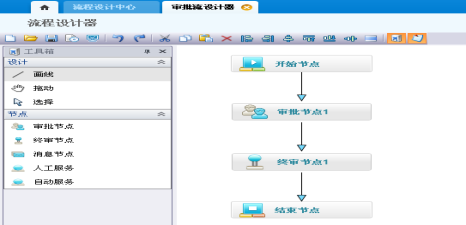 流程设计中心
审批流设计器
流程设计器
工具箱
设计
画线
拖动
选择
节点
审批节点
终审节点
消息节点
人工服务
自动服务
开始节点
审批节点1
终审节点1
结束节点